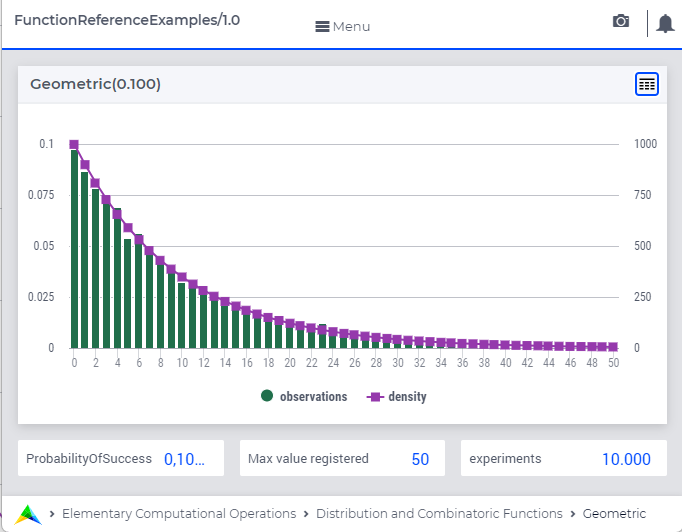 FunctionReferenceExamples/1.0
Menu
Geometric(0.100)
0.1
0.075
0.05
0.025
0
1000
750
500
250
0
0 2 4 6 8 10 12 14 16 18 20 22 24 26 28 30 32 34 36 38 40 42 44 46 48 50
observations density
ProbabilityOfSuccess 0,10...
Max value registered 50
experiments 10.000
Elementary Computational Operations > Distribution and Combinatoric Functions > Geometric